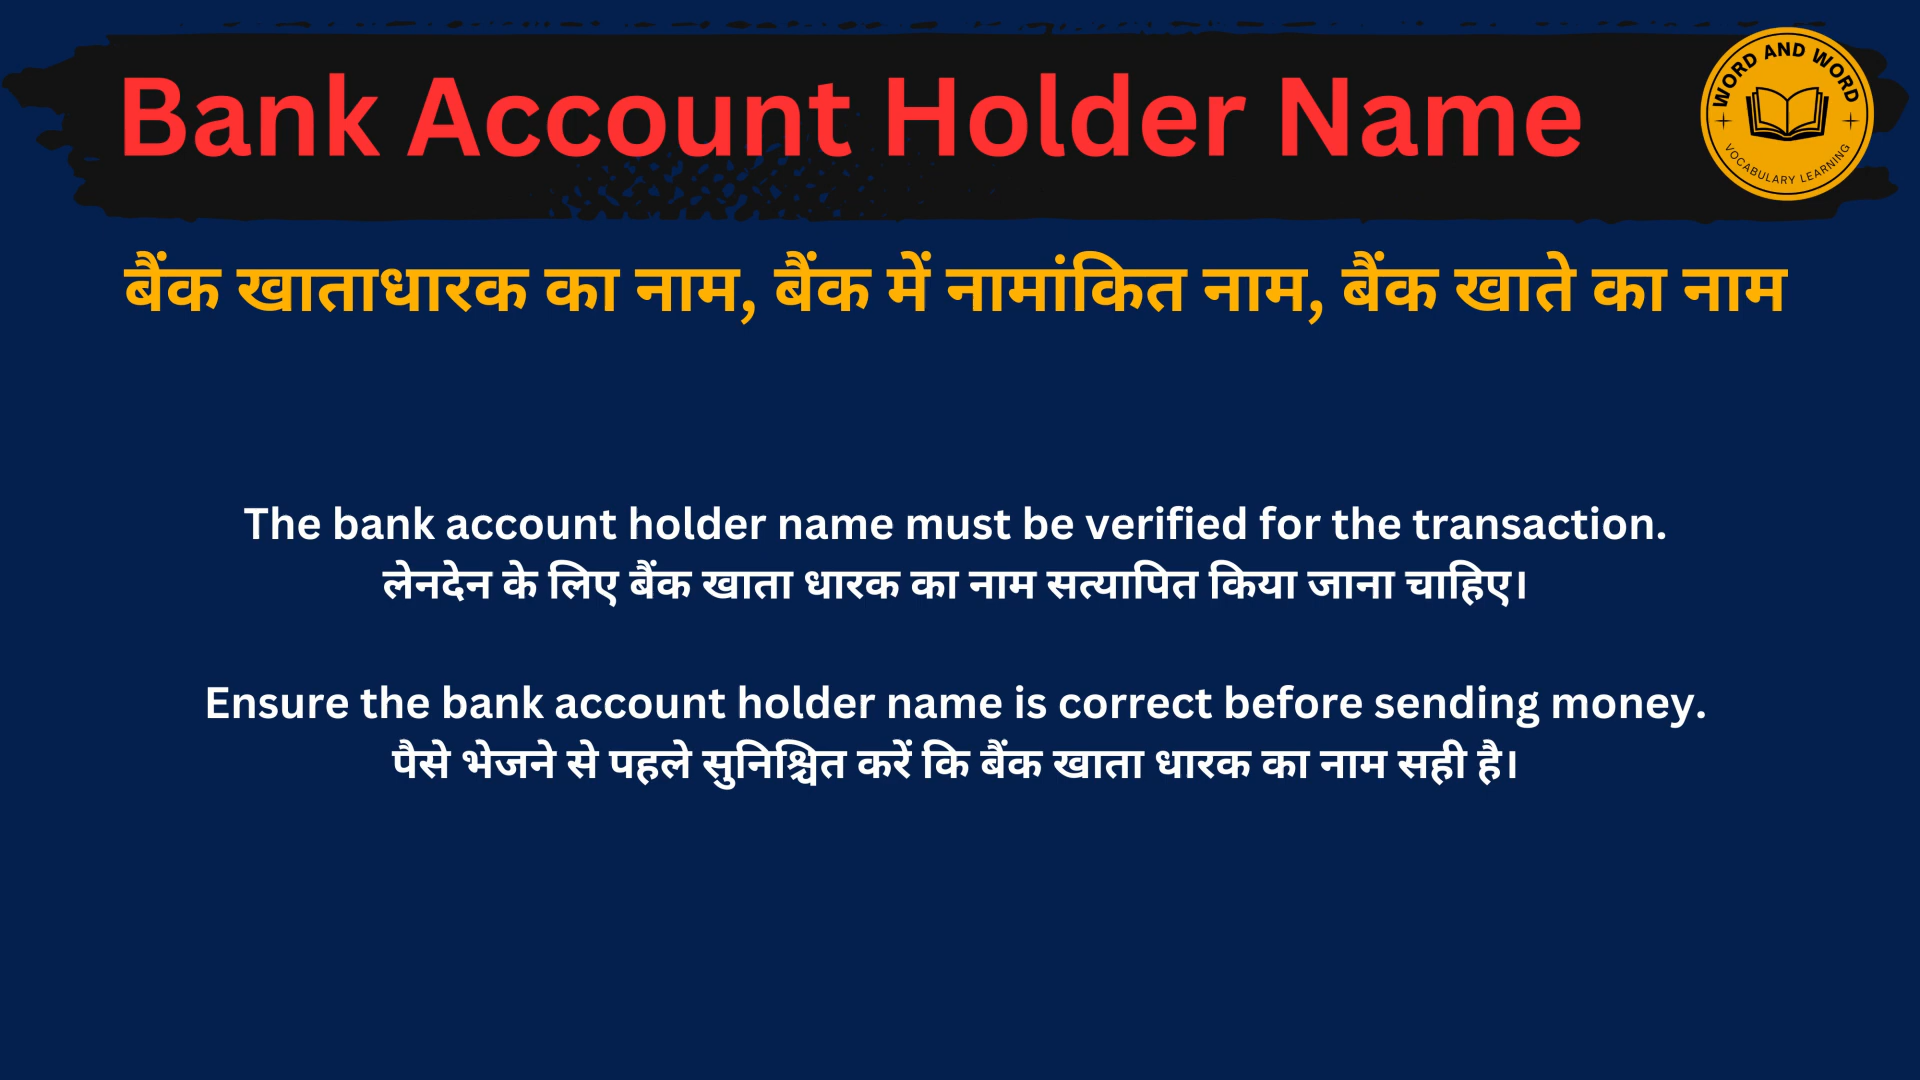 Bank Account Holder Name
WORD AND WORD
VOCABULARY LEARNING
बैंक खाताधारक का नाम, बैंक में नामांकित नाम, बैंक खाते का नाम
The bank account holder name must be verified for the transaction.
लेनदेन के लिए बैंक खाता धारक का नाम सत्यापित किया जाना चाहिए।
Ensure the bank account holder name is correct before sending money.
पैसे भेजने से पहले सुनिश्चित करें कि बैंक खाता धारक का नाम सही है।